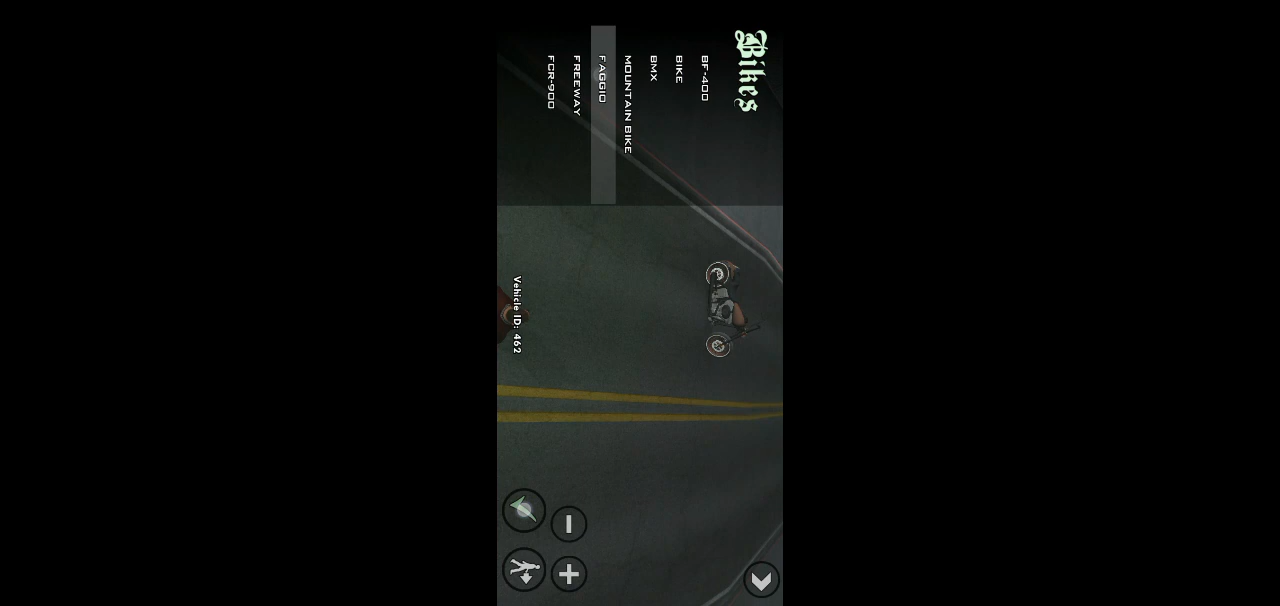 Bikes
BF-400
BIKE
BMX
MOUNTAIN BIKE
FAGGIO
FREEWAY
FCR-900
Vehicle ID: 462